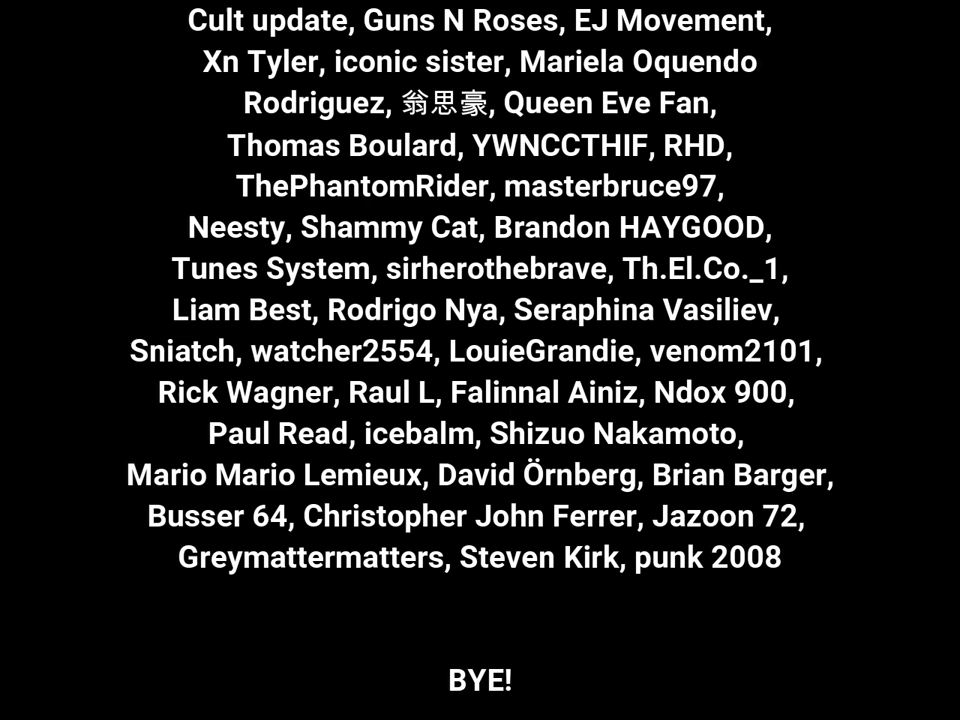 Cult update, Guns N Roses, EJ Movement,
Xn Tyler, iconic sister, Mariela Oquendo
Rodriguez, 翁思豪, Queen Eve Fan,
Thomas Boulard, YWNCCTHIF, RHD,
ThePhantomRider, masterbruce97,
Neesty, Shammy Cat, Brandon HAYGOOD,
Tunes System, sirherothebrave, Th.El.Co._1,
Liam Best, Rodrigo Nya, Seraphina Vasiliev,
Sniatch, watcher2554, LouieGrandie, venom2101,
Rick Wagner, Raul L, Falinnal Ainiz, Ndox 900,
Paul Read, icebalm, Shizuo Nakamoto,
Mario Mario Lemieux, David Örnberg, Brian Barger,
Busser 64, Christopher John Ferrer, Jazoon 72,
Greymattermatters, Steven Kirk, punk 2008
BYE!